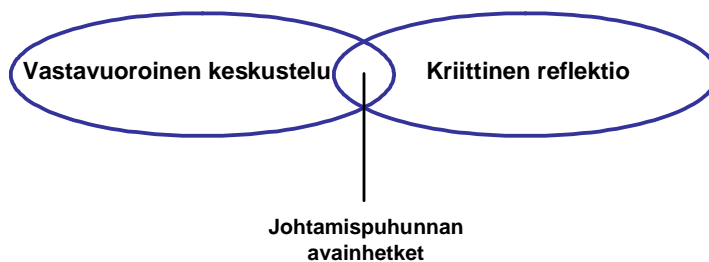 Vastavuoroinen keskustelu
Kriittinen reflektio
Johtamispuhunnan
avainhetket